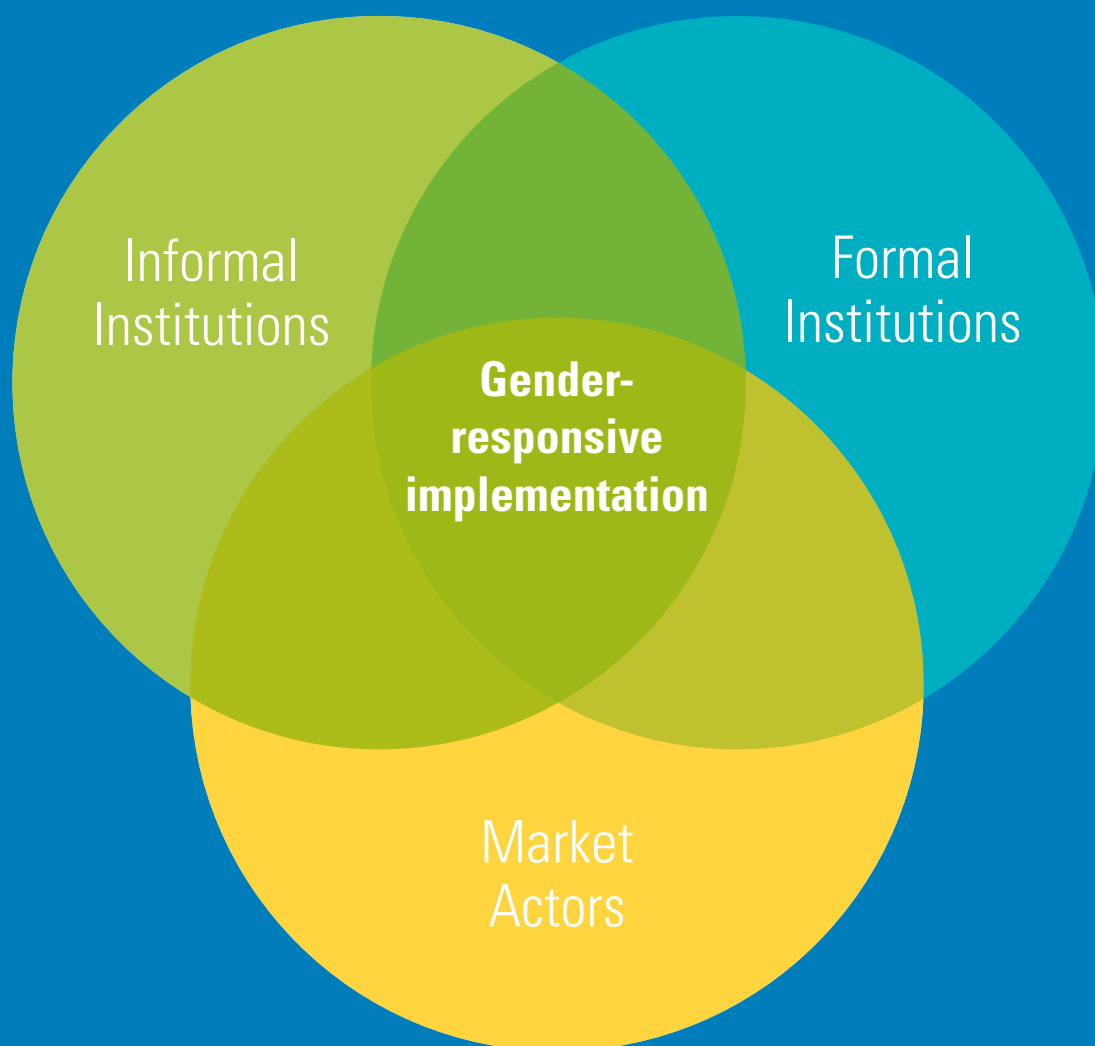 Informal
Institutions
Formal
Institutions
Gender-
responsive
implementation
Market
Actors